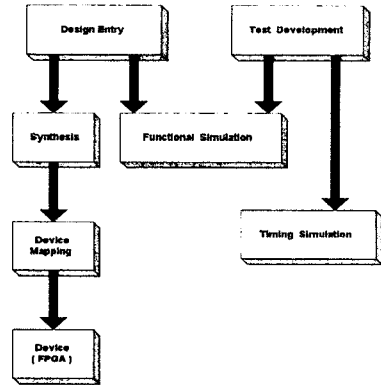 Design Entry
Test Development
Synthesis
Functional Simulation
Device
Mapping
Timing Simulation
Device
( FPGA )